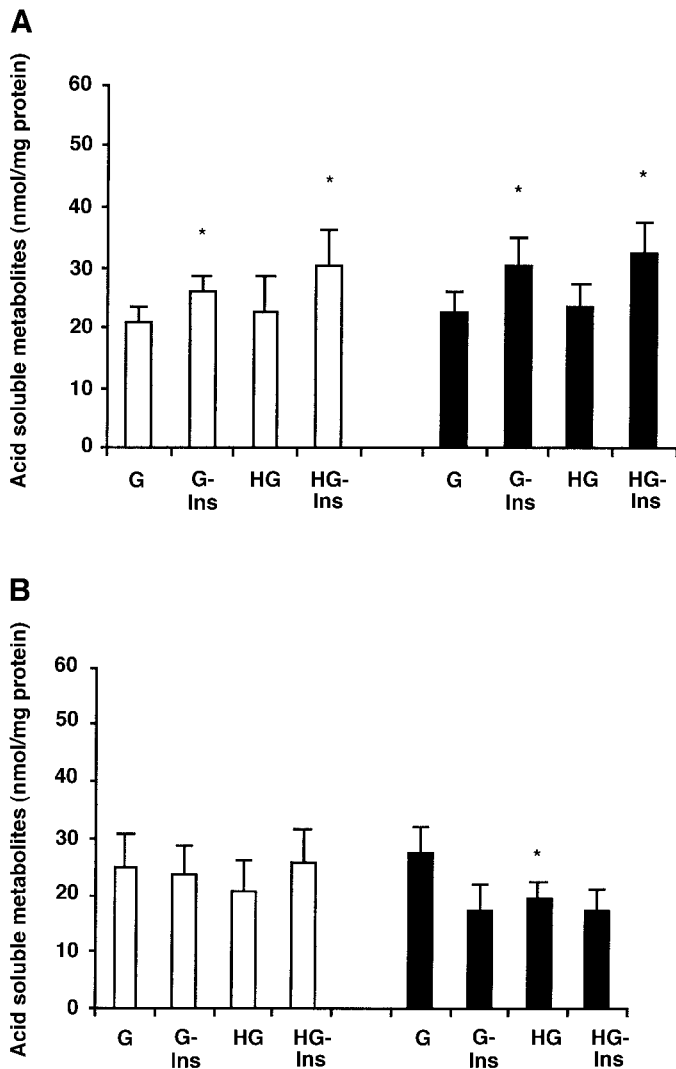 A
Acid soluble metabolites (nmol/mg protein)
60
50
40
30
20
10
0
*
*
*
*
G
G-
Ins
HG
HG-
Ins
G
G-
Ins
HG
HG-
Ins
B
Acid soluble metabolites (nmol/mg protein)
60
50
40
30
20
10
0
*
G
G-
Ins
HG
HG-
Ins
G
G-
Ins
HG
HG-
Ins